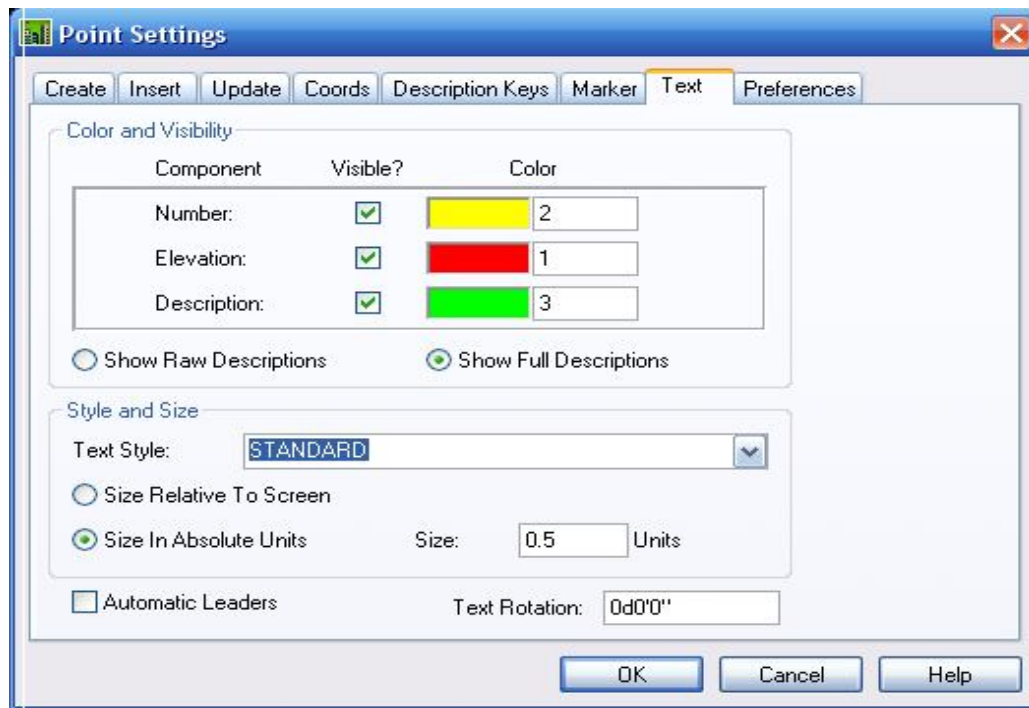 Point Settings
Create Insert Update Coords Description Keys Marker Text Preferences
Color and Visibility
Component Visible? Color
Number: 2
Elevation: 1
Description: 3
Show Raw Descriptions Show Full Descriptions
Style and Size
Text Style: STANDARD
Size Relative To Screen
Size In Absolute Units Size: 0.5 Units
Automatic Leaders Text Rotation: 0d0'0"
OK Cancel Help